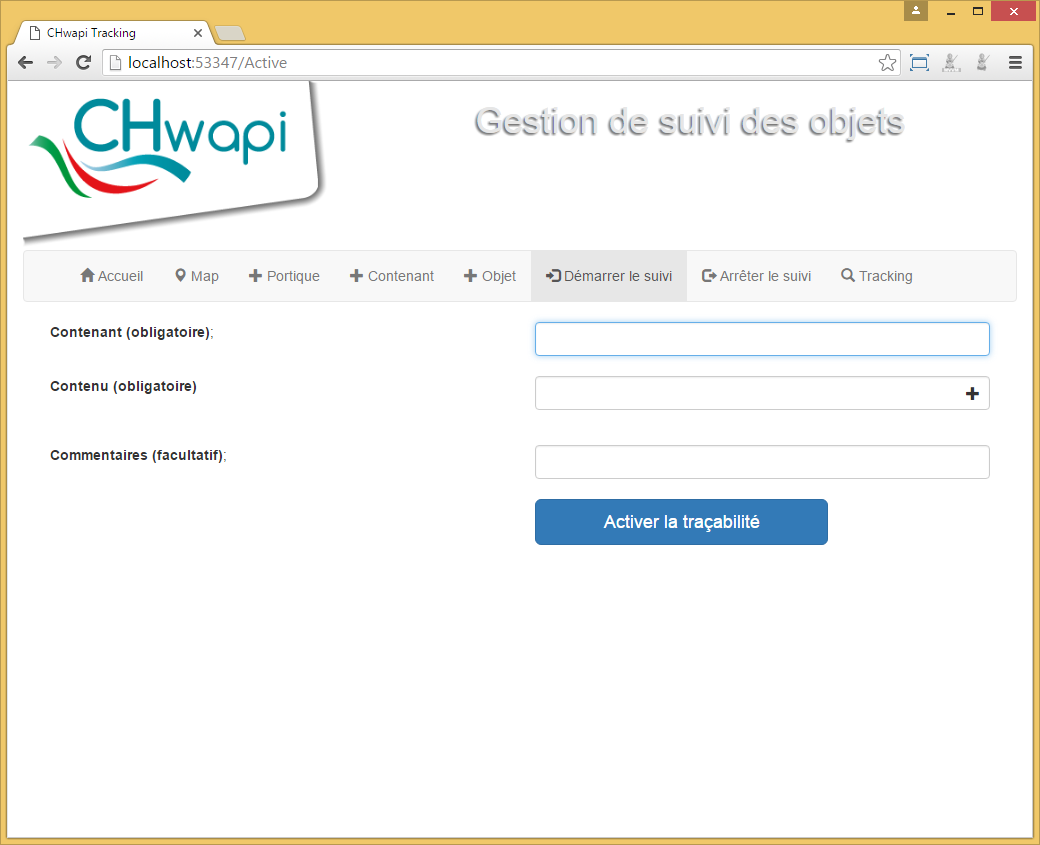 CHwapi Tracking
localhost:53347/Active
CHwapi
Gestion de suivi des objets
Accueil Map Portique Contenant Objet Démarrer le suivi Arrêter le suivi Tracking
Contenant (obligatoire);
Contenu (obligatoire)
Commentaires (facultatif);
Activer la traçabilité